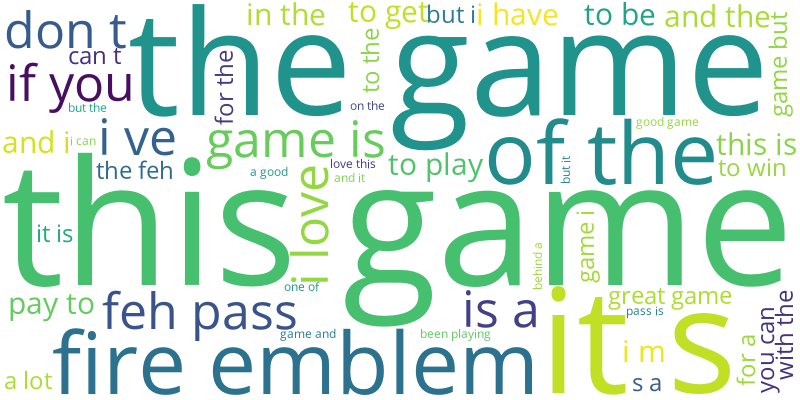 don t
the game
in the
to get
but i
i have
to be
and the
can t
for the
to the
game but
if you
but the
on the
good game
and i
i can
i ve
game is
of the
this is
the feh
a good
love this
and it
to play
but it
to win
this game
i love
it is
game i
behind a
one of
pay to
feh pass
is a
it s
great game
pass is
you can
with the
fire emblem
game and
been playing
i m
for a
a lot
s a